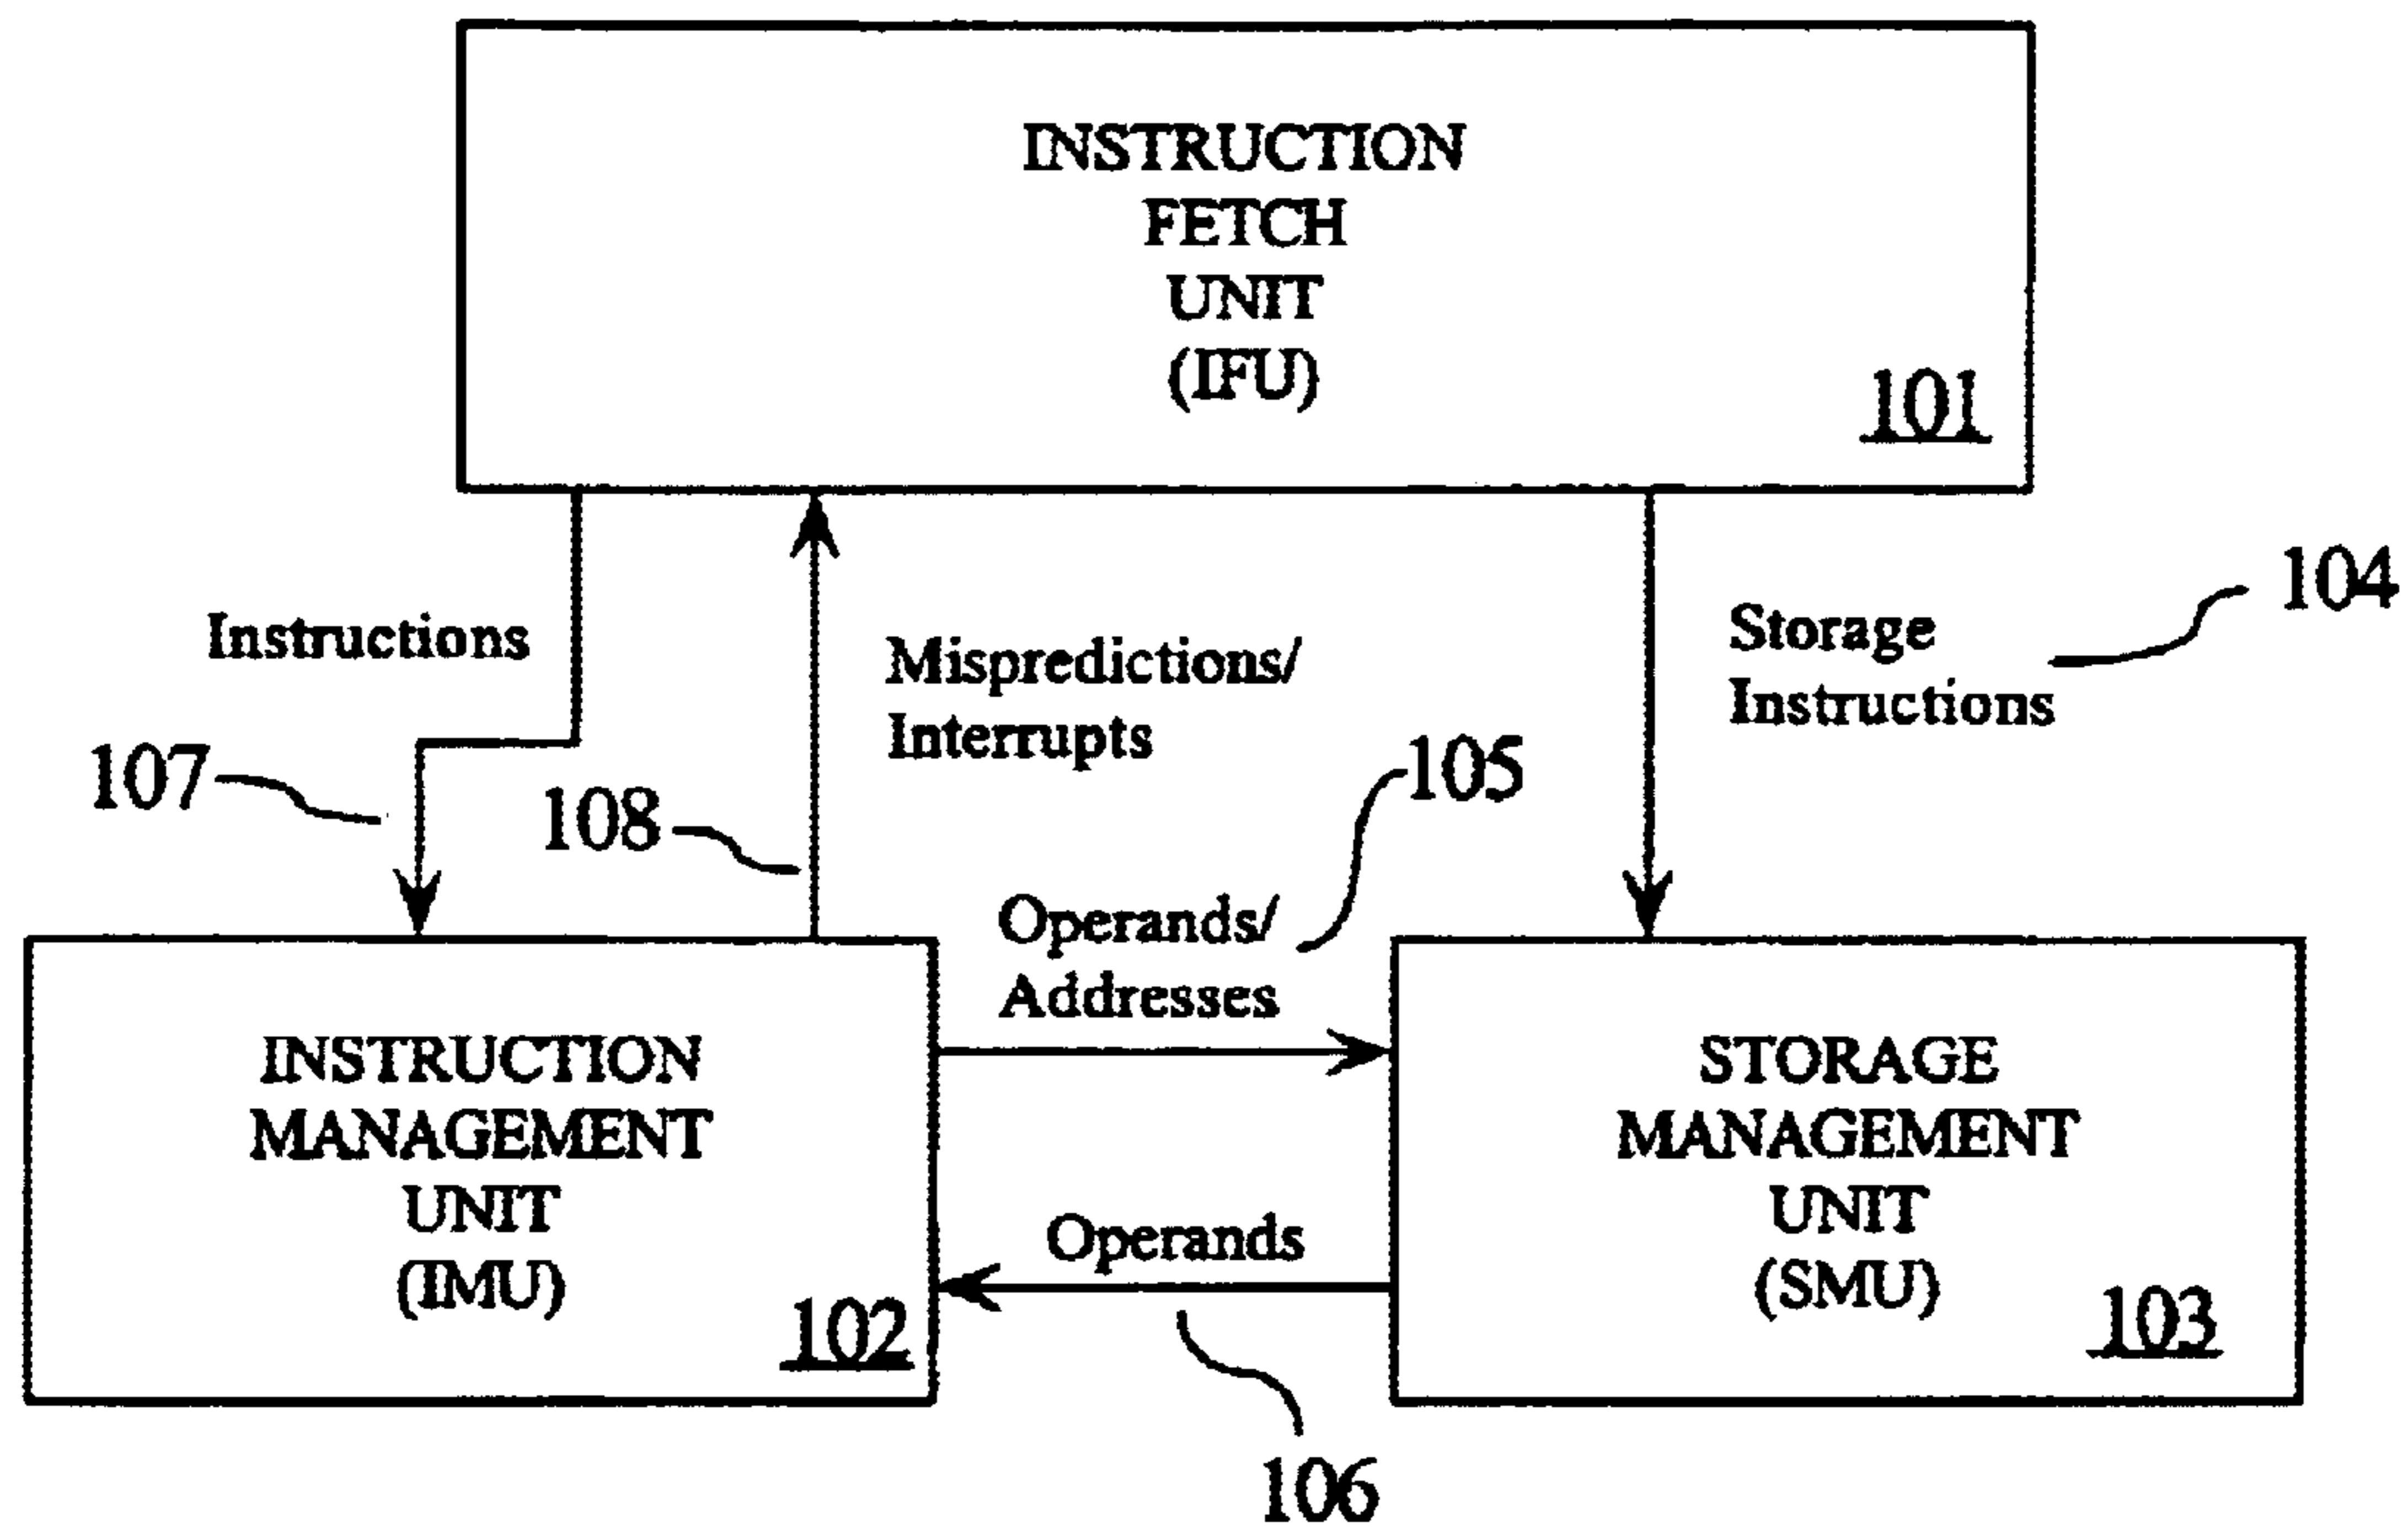 INSTRUCTION
FETCH
UNIT
(IFU)
101
Instructions
Mispredictions/
Interrupts
Storage
Instructions
104
107
108
105
Operands/
Addresses
INSTRUCTION
MANAGEMENT
UNIT
(IMU)
102
Operands
106
STORAGE
MANAGEMENT
UNIT
(SMU)
103